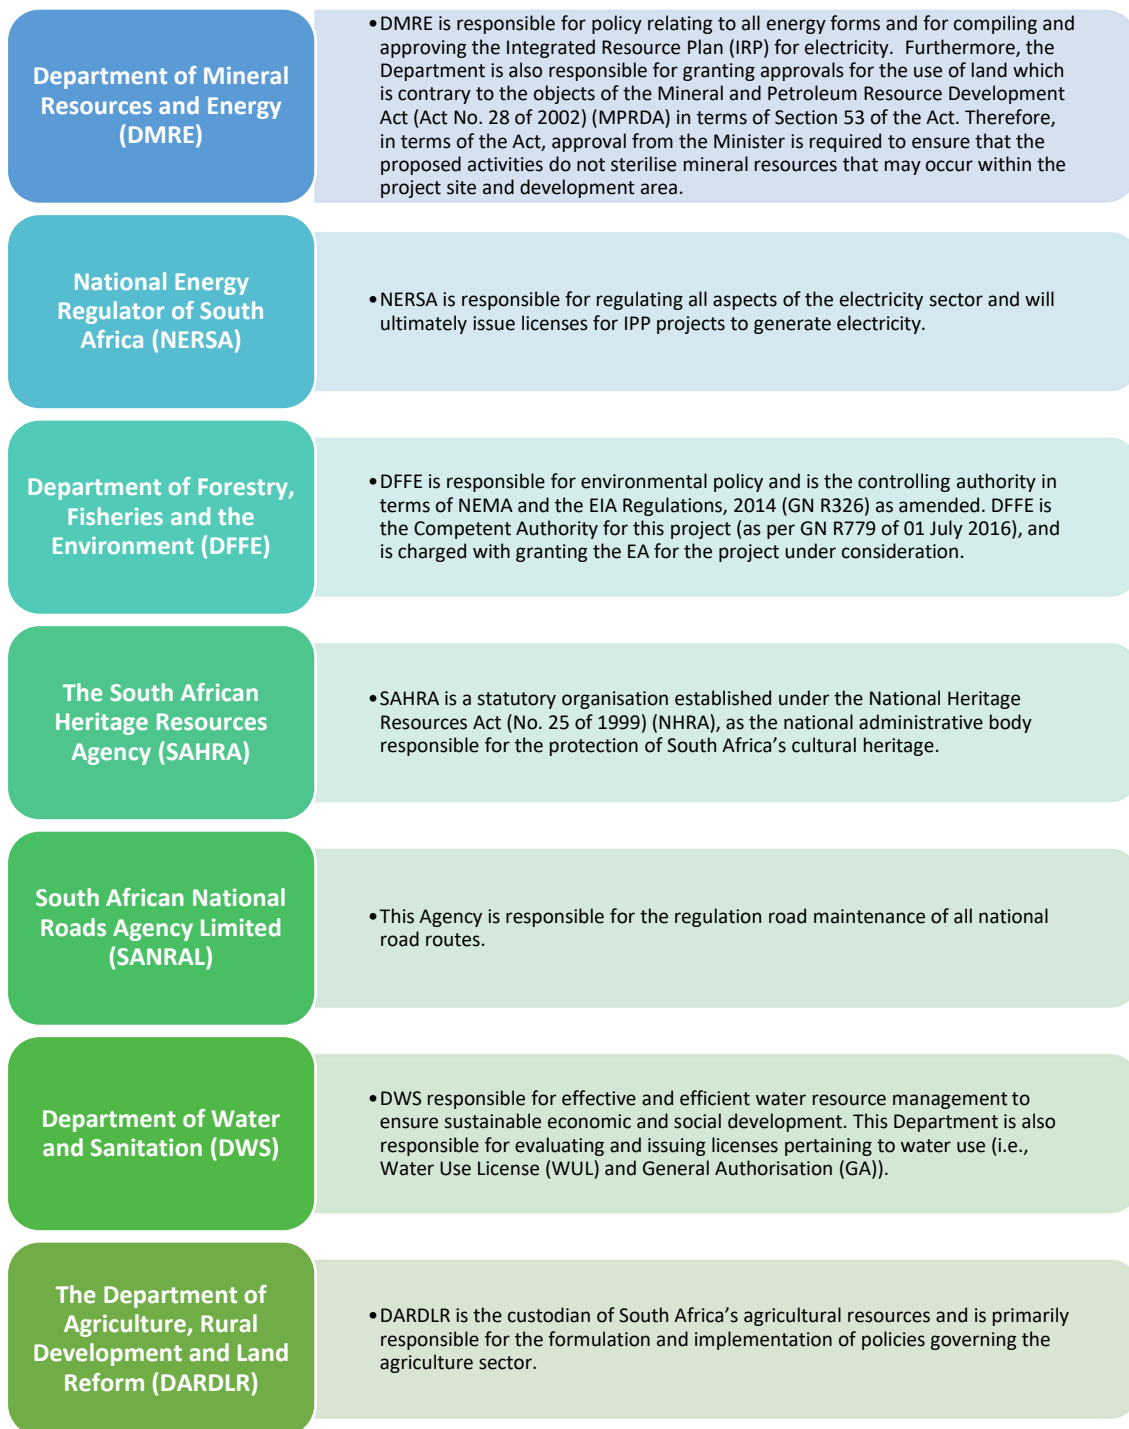 Department of Mineral
Resources and Energy
(DMRE)
•DMRE is responsible for policy relating to all energy forms and for compiling and
approving the Integrated Resource Plan (IRP) for electricity.  Furthermore, the
Department is also responsible for granting approvals for the use of land which
is contrary to the objects of the Mineral and Petroleum Resource Development
Act (Act No. 28 of 2002) (MPRDA) in terms of Section 53 of the Act. Therefore,
in terms of the Act, approval from the Minister is required to ensure that the
proposed activities do not sterilise mineral resources that may occur within the
project site and development area.
National Energy
Regulator of South
Africa (NERSA)
•NERSA is responsible for regulating all aspects of the electricity sector and will
ultimately issue licenses for IPP projects to generate electricity.
Department of Forestry,
Fisheries and the
Environment (DFFE)
•DFFE is responsible for environmental policy and is the controlling authority in
terms of NEMA and the EIA Regulations, 2014 (GN R326) as amended. DFFE is
the Competent Authority for this project (as per GN R779 of 01 July 2016), and
is charged with granting the EA for the project under consideration.
The South African
Heritage Resources
Agency (SAHRA)
•SAHRA is a statutory organisation established under the National Heritage
Resources Act (No. 25 of 1999) (NHRA), as the national administrative body
responsible for the protection of South Africa’s cultural heritage.
South African National
Roads Agency Limited
(SANRAL)
•This Agency is responsible for the regulation road maintenance of all national
road routes.
Department of Water
and Sanitation (DWS)
•DWS responsible for effective and efficient water resource management to
ensure sustainable economic and social development. This Department is also
responsible for evaluating and issuing licenses pertaining to water use (i.e.,
Water Use License (WUL) and General Authorisation (GA)).
The Department of
Agriculture, Rural
Development and Land
Reform (DARDLR)
•DARDLR is the custodian of South Africa’s agricultural resources and is primarily
responsible for the formulation and implementation of policies governing the
agriculture sector.